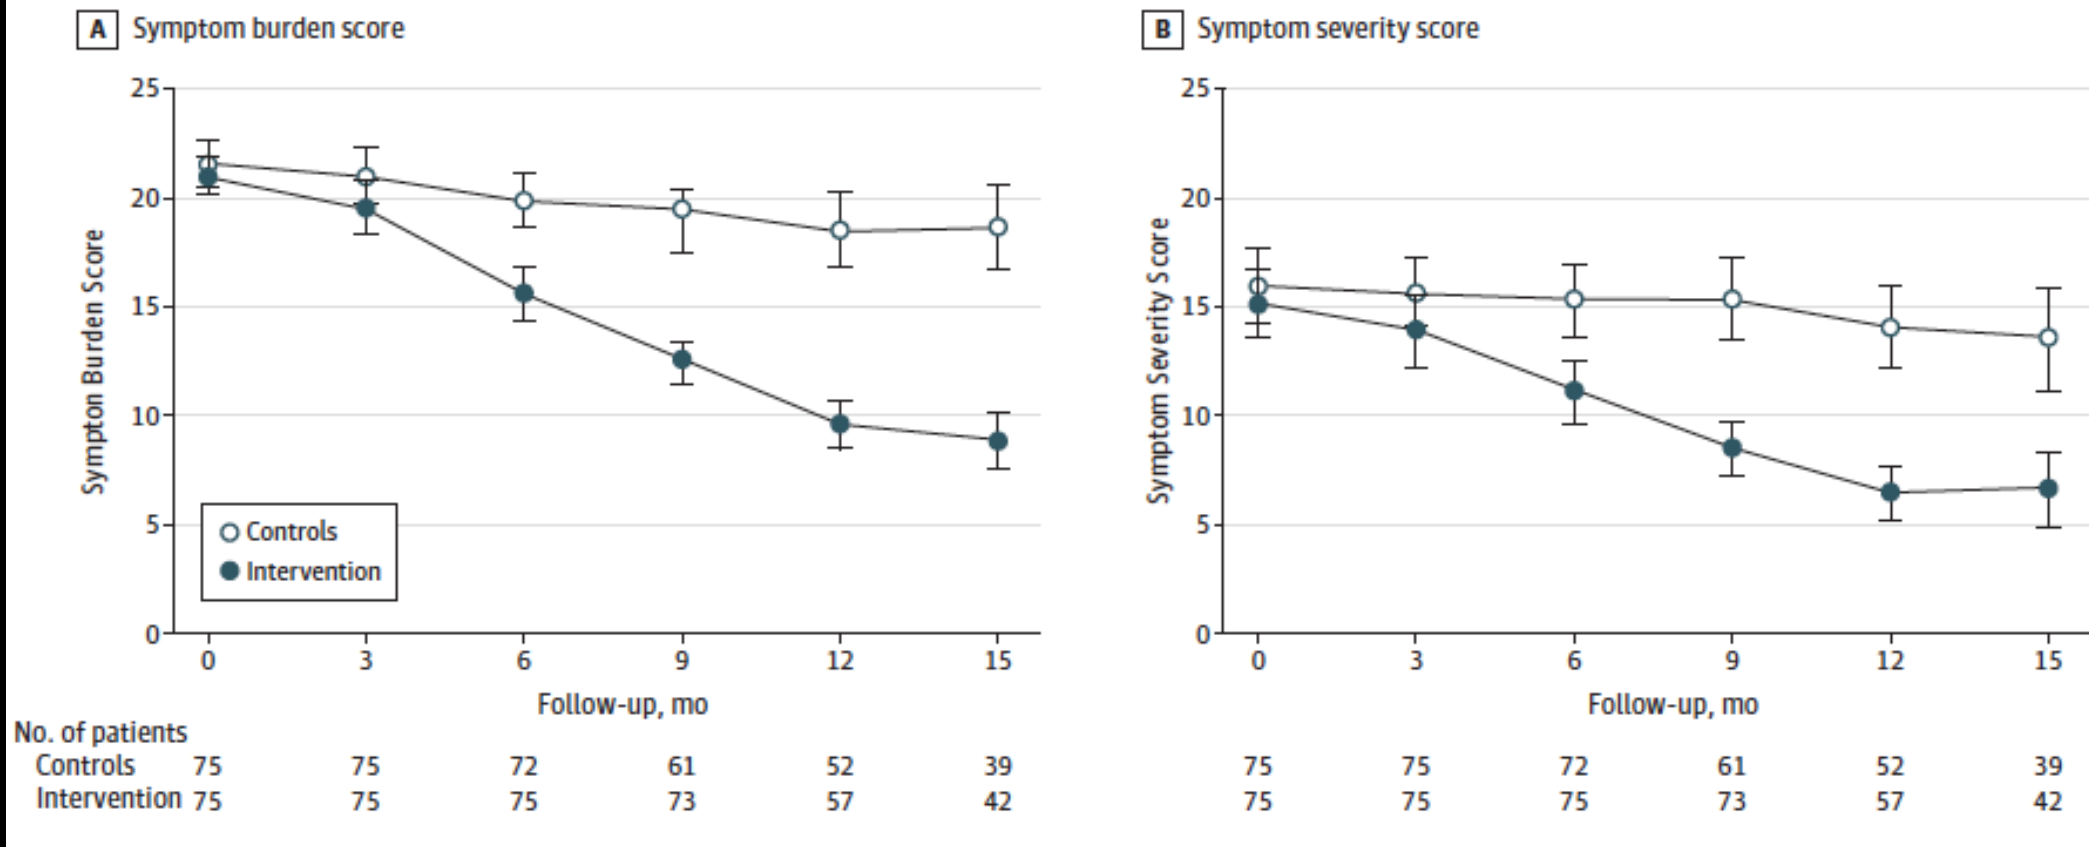 A Symptom burden score
25
20
15
10
5
0
Sympton Burden Score
Controls
Intervention
0 3 6 9 12 15
Follow-up, mo
No. of patients
Controls 75 75 72 61 52 39
Intervention 75 75 75 73 57 42
B Symptom severity score
25
20
15
10
5
0
Symptom Severity Score
0 3 6 9 12 15
Follow-up, mo
75 75 72 61 52 39
75 75 75 73 57 42